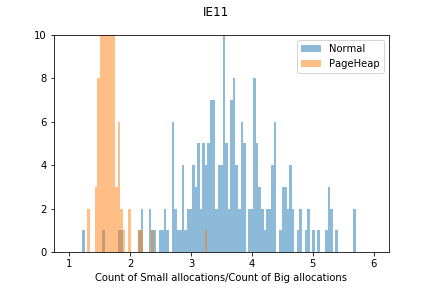 IE11
Normal
PageHeap
10
8
6
4
2
0
1 2 3 4 5 6
Count of Small allocations/Count of Big allocations